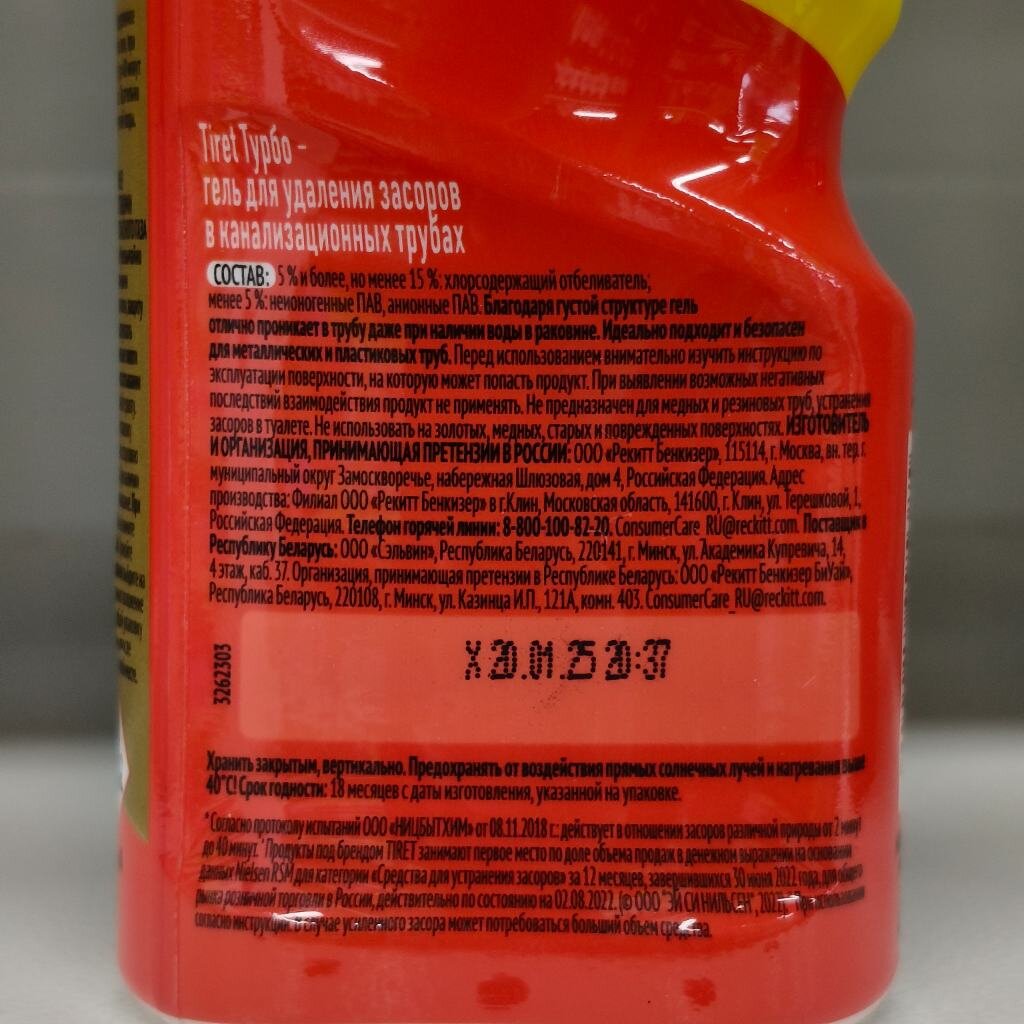 Tiret Турбо –
гель для удаления засоров
в канализационных трубах
СОСТАВ: 5 % и более, но менее 15 %: хлорсодержащий отбеливатель;
менее 5 %: неионогенные ПАВ, анионные ПАВ. Благодаря густой структуре гель
отлично проникает в трубу даже при наличии воды в раковине. Идеально подходит и безопасен
для металлических и пластиковых труб. Перед использованием внимательно изучить инструкцию по
эксплуатации поверхности, на которую может попасть продукт. При выявлении возможных негативных
последствий взаимодействия продукт не применять. Не предназначен для медных и резиновых труб, устранения
засоров в туалете. Не использовать на золотых, медных, старых и поврежденных поверхностях. ИЗГОТОВИТЕЛЬ
И ОРГАНИЗАЦИЯ, ПРИНИМАЮЩАЯ ПРЕТЕНЗИИ В РОССИИ: ООО «Рекитт Бенкизер», 115114, г. Москва, вн. тер. г.
муниципальный округ Замоскворечье, набережная Шлюзовая, дом 4, Российская Федерация. Адрес
производства: Филиал ООО «Рекитт Бенкизер» в г.Клин, Московская область, 141600, г. Клин, ул. Терешковой, 1,
Российская Федерация. Телефон горячей линии: 8-800-100-82-20, ConsumerCare_RU@reckitt.com. Поставщик в
Республику Беларусь: ООО «Сэльвин», Республика Беларусь, 220141, г. Минск, ул. Академика Купревича, 14,
4 этаж, каб. 37. Организация, принимающая претензии в Республике Беларусь: ООО «Рекитт Бенкизер БиУай»,
Республика Беларусь, 220108, г. Минск, ул. Казинца И.П., 121А, комн. 403. ConsumerCare_RU@reckitt.com.
3262303
X 20.01.25 20:37
Хранить закрытым, вертикально. Предохранять от воздействия прямых солнечных лучей и нагревания выше
40°C! Срок годности: 18 месяцев с даты изготовления, указанной на упаковке.
Согласно протоколу испытаний ООО «НИЦБЫТХИМ» от 08.11.2018 г.: действует в отношении засоров различной природы от 2 минут
до 40 минут. Продукты под брендом TIRET занимают первое место по доле объема продаж в денежном выражении на основании
данных Nielsen RSM для категории «Средства для устранения засоров» за 12 месяцев, завершившихся 30 июня 2022 года, для общего
рынка розничной торговли в России, действительно по состоянию на 02.08.2022. (© ООО "ЭЙ СИ НИЛЬСЕН", 2022). При использовании
согласно инструкции. В случае усиленного засора может потребоваться больший объем средства.